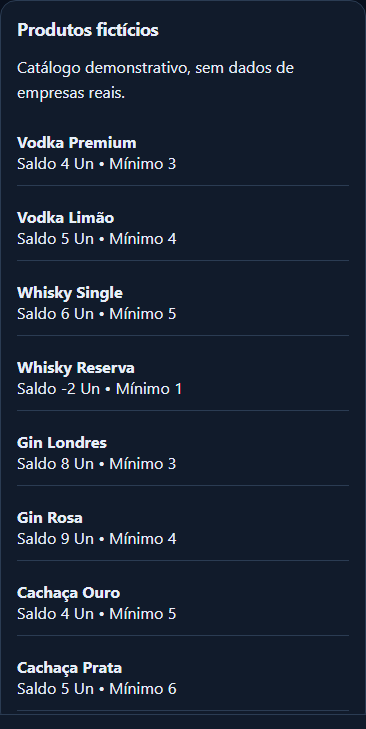 Produtos fictícios
Catálogo demonstrativo, sem dados de
empresas reais.
Vodka Premium
Saldo 4 Un • Mínimo 3
Vodka Limão
Saldo 5 Un • Mínimo 4
Whisky Single
Saldo 6 Un • Mínimo 5
Whisky Reserva
Saldo -2 Un • Mínimo 1
Gin Londres
Saldo 8 Un • Mínimo 3
Gin Rosa
Saldo 9 Un • Mínimo 4
Cachaça Ouro
Saldo 4 Un • Mínimo 5
Cachaça Prata
Saldo 5 Un • Mínimo 6